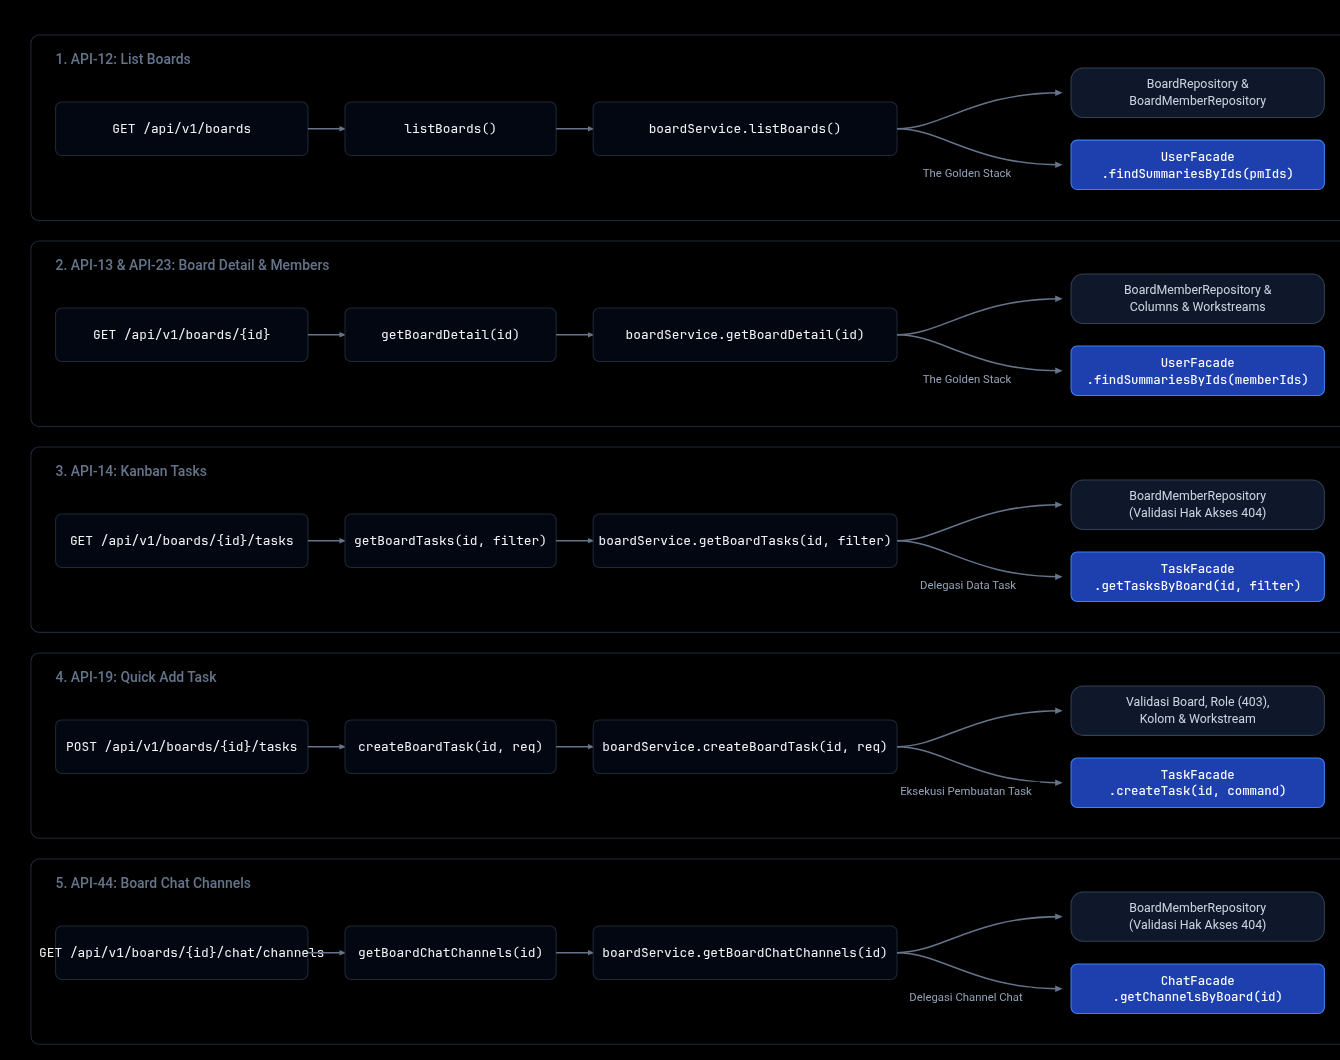 1. API-12: List Boards
GET /api/v1/boards
listBoards()
boardService.listBoards()
BoardRepository &
BoardMemberRepository
The Golden Stack
UserFacade
.findSummariesByIds(pmIds)
2. API-13 & API-23: Board Detail & Members
GET /api/v1/boards/{id}
getBoardDetail(id)
boardService.getBoardDetail(id)
BoardMemberRepository &
Columns & Workstreams
The Golden Stack
UserFacade
.findSummariesByIds(memberIds)
3. API-14: Kanban Tasks
GET /api/v1/boards/{id}/tasks
getBoardTasks(id, filter)
boardService.getBoardTasks(id, filter)
BoardMemberRepository
(Validasi Hak Akses 404)
Delegasi Data Task
TaskFacade
.getTasksByBoard(id, filter)
4. API-19: Quick Add Task
POST /api/v1/boards/{id}/tasks
createBoardTask(id, req)
boardService.createBoardTask(id, req)
Validasi Board, Role (403),
Kolom & Workstream
Eksekusi Pembuatan Task
TaskFacade
.createTask(id, command)
5. API-44: Board Chat Channels
GET /api/v1/boards/{id}/chat/channels
getBoardChatChannels(id)
boardService.getBoardChatChannels(id)
BoardMemberRepository
(Validasi Hak Akses 404)
Delegasi Channel Chat
ChatFacade
.getChannelsByBoard(id)